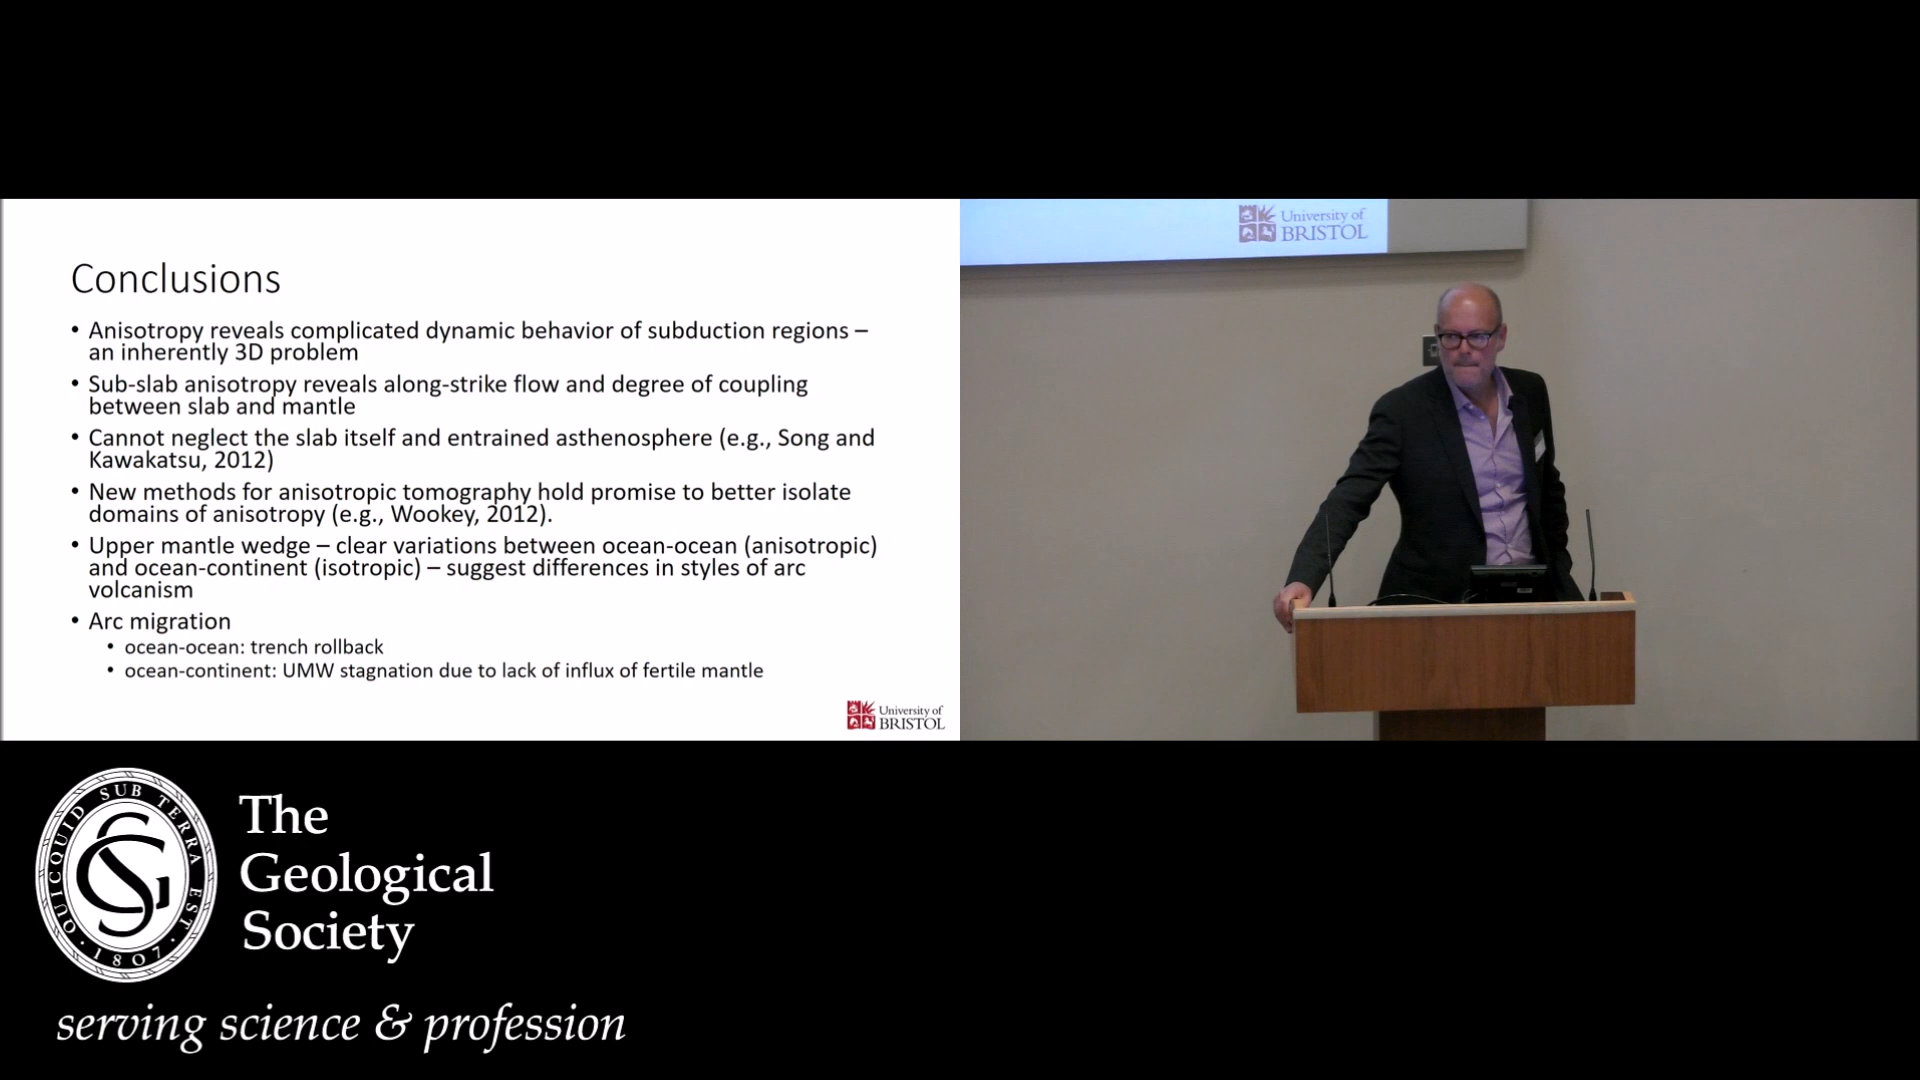 Conclusions
• Anisotropy reveals complicated dynamic behavior of subduction regions –
an inherently 3D problem
• Sub-slab anisotropy reveals along-strike flow and degree of coupling
between slab and mantle
• Cannot neglect the slab itself and entrained asthenosphere (e.g., Song and
Kawakatsu, 2012)
• New methods for anisotropic tomography hold promise to better isolate
domains of anisotropy (e.g., Wookey, 2012).
• Upper mantle wedge – clear variations between ocean-ocean (anisotropic)
and ocean-continent (isotropic) – suggest differences in styles of arc
volcanism
• Arc migration
• ocean-ocean: trench rollback
• ocean-continent: UMW stagnation due to lack of influx of fertile mantle
University of
BRISTOL
University of
BRISTOL
QUICQUID SUB TERRA EST
· 1807 ·
GS
The
Geological
Society
serving science & profession